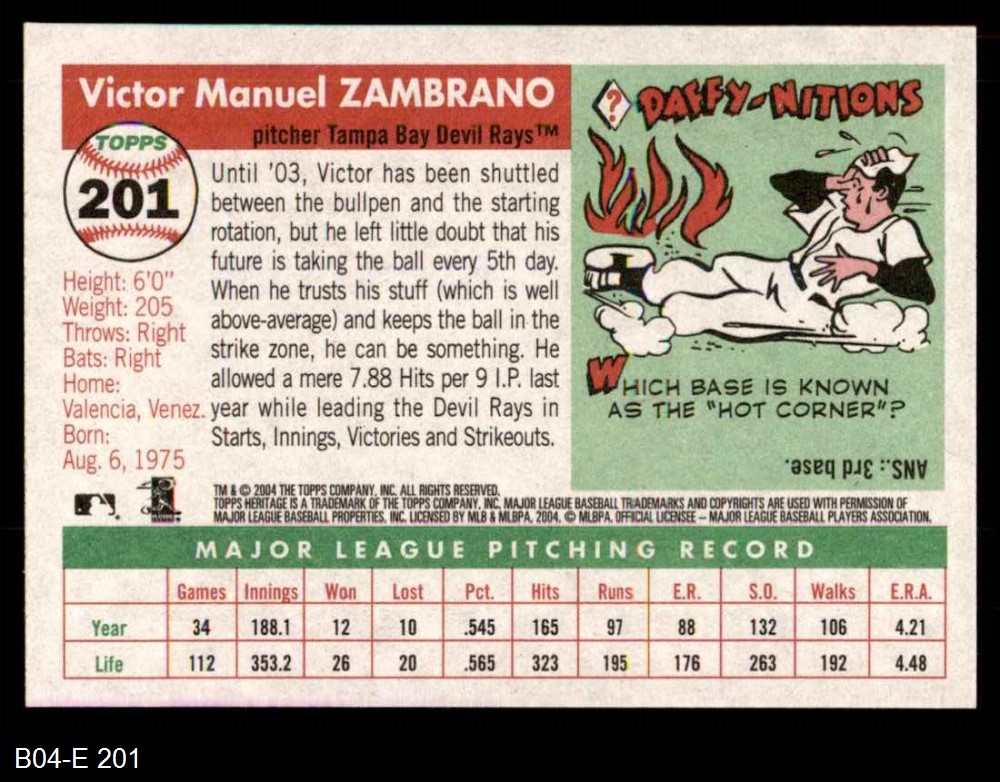 Victor Manuel ZAMBRANO
pitcher Tampa Bay Devil Rays™
TOPPS
201
Height: 6'0"
Weight: 205
Throws: Right
Bats: Right
Home:
Valencia, Venez.
Born:
Aug. 6, 1975
Until '03, Victor has been shuttled
between the bullpen and the starting
rotation, but he left little doubt that his
future is taking the ball every 5th day.
When he trusts his stuff (which is well
above-average) and keeps the ball in the
strike zone, he can be something. He
allowed a mere 7.88 Hits per 9 I.P. last
year while leading the Devil Rays in
Starts, Innings, Victories and Strikeouts.
? DAFFY-NITIONS
WHICH BASE IS KNOWN
AS THE "HOT CORNER"?
ANS.: 3rd base.
TM & © 2004 THE TOPPS COMPANY, INC. ALL RIGHTS RESERVED.
TOPPS HERITAGE IS A TRADEMARK OF THE TOPPS COMPANY, INC. MAJOR LEAGUE BASEBALL TRADEMARKS AND COPYRIGHTS ARE USED WITH PERMISSION OF
MAJOR LEAGUE BASEBALL PROPERTIES, INC. LICENSED BY MLB & MLBPA, 2004. © MLBPA. OFFICIAL LICENSEE – MAJOR LEAGUE BASEBALL PLAYERS ASSOCIATION.
MAJOR LEAGUE PITCHING RECORD
Games Innings Won Lost Pct. Hits Runs E.R. S.O. Walks E.R.A.
Year 34 188.1 12 10 .545 165 97 88 132 106 4.21
Life 112 353.2 26 20 .565 323 195 176 263 192 4.48
B04-E 201